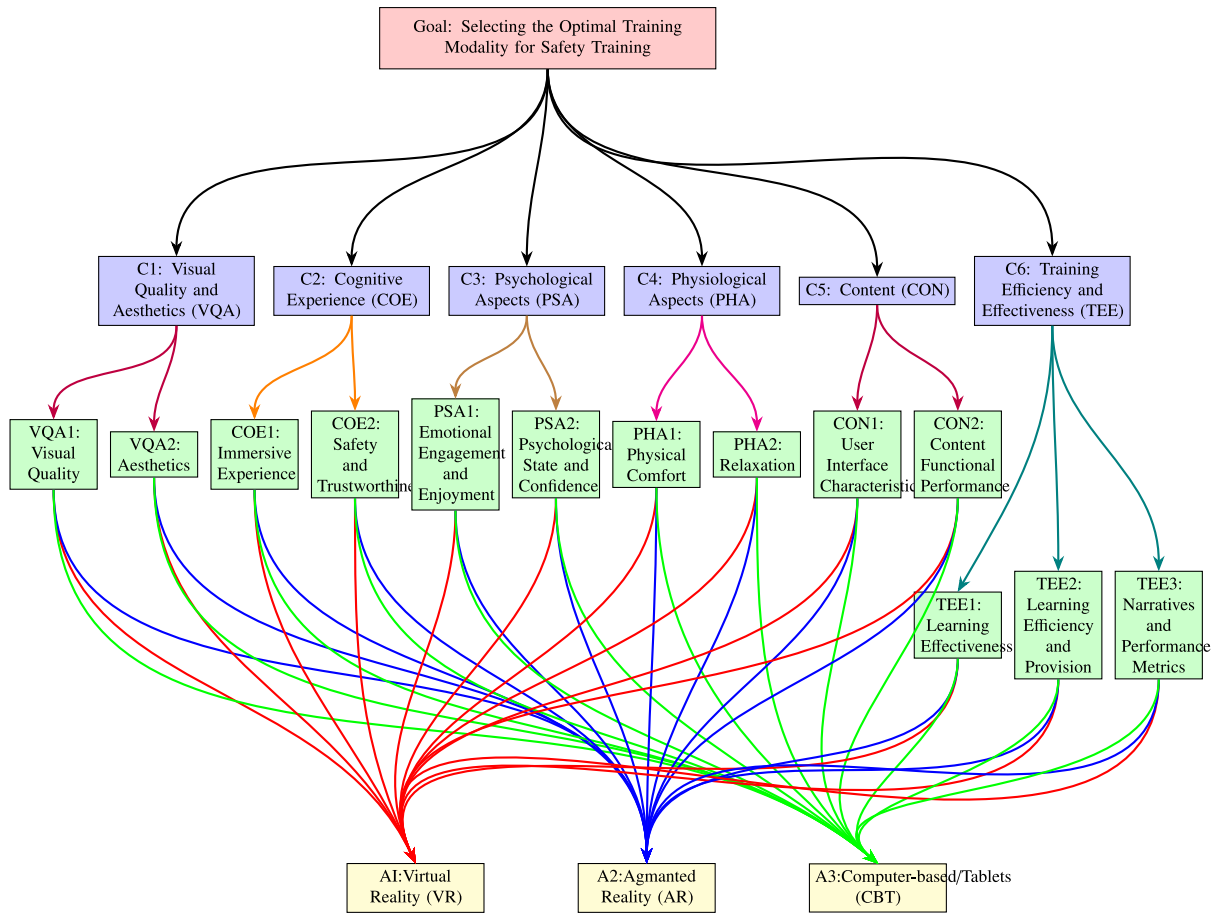 Goal: Selecting the Optimal Training
Modality for Safety Training
C1: Visual
Quality and
Aesthetics (VQA)
C2: Cognitive
Experience (COE)
C3: Psychological
Aspects (PSA)
C4: Physiological
Aspects (PHA)
C5: Content (CON)
C6: Training
Efficiency and
Effectiveness (TEE)
VQA1:
Visual
Quality
VQA2:
Aesthetics
COE1:
Immersive
Experience
COE2:
Safety
and
Trustworthine
PSA1:
Emotional
Engagement
and
Enjoyment
PSA2:
Psychologica
State and
Confidence
PHA1:
Physical
Comfort
PHA2:
Relaxation
CON1:
User
Interface
Characteristic
CON2:
Content
Functional
Performance
TEE1:
Learning
Effectiveness
TEE2:
Learning
Efficiency
and
Provision
TEE3:
Narratives
and
Performance
Metrics
AI:Virtual
Reality (VR)
A2:Agmanted
Reality (AR)
A3:Computer-based/Tablets
(CBT)